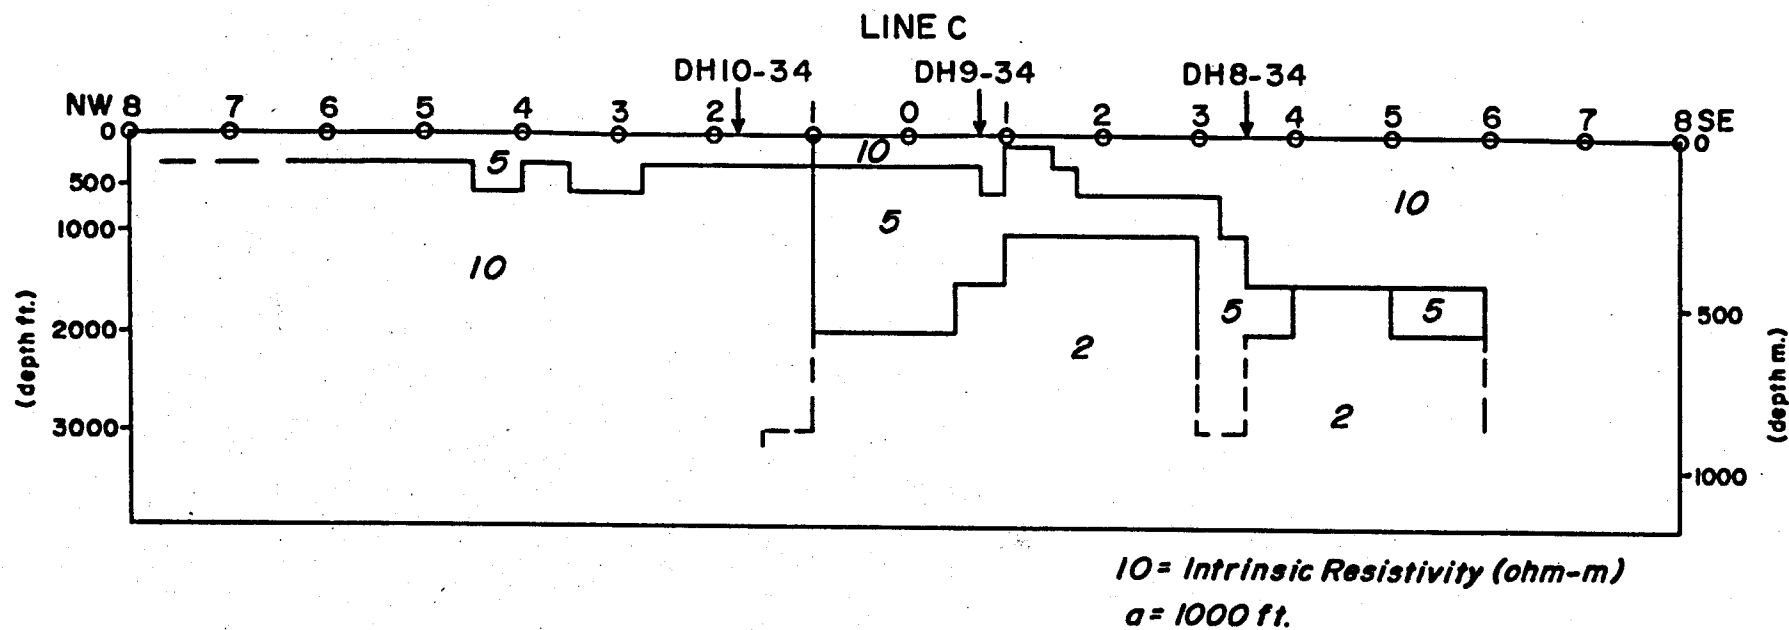 LINE C
DH10-34 DH9-34 DH8-34
NW 8 7 6 5 4 3 2 1 0 1 2 3 4 5 6 7 8 SE
0 0
10
5
500
10
5
1000
10
5 5 500
2000
2
2
3000
1000
(depth ft.)
(depth m.)
10 = Intrinsic Resistivity (ohm-m)
a = 1000 ft.